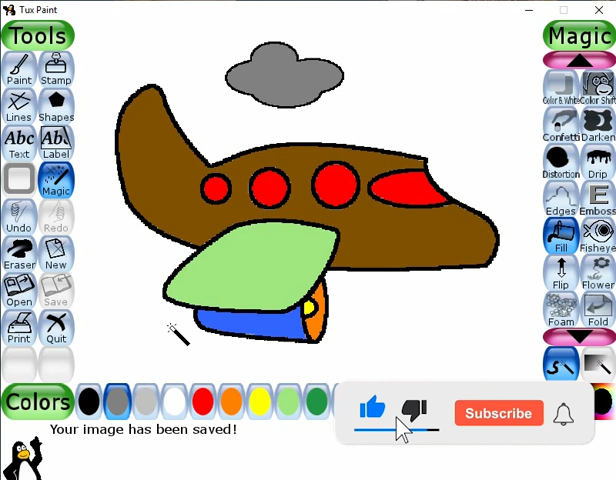 Tux Paint
Tools
Magic
Paint
Stamp
Color & White
Color Shift
Lines
Shapes
Confetti
Darken
Abc
Text
Abc
Label
Distortion
Drip
Magic
Edges
E
Emboss
Undo
Redo
Fill
Fisheye
Eraser
New
Flip
Flower
Open
Save
Foam
Fold
Print
Quit
Colors
Subscribe
Your image has been saved!